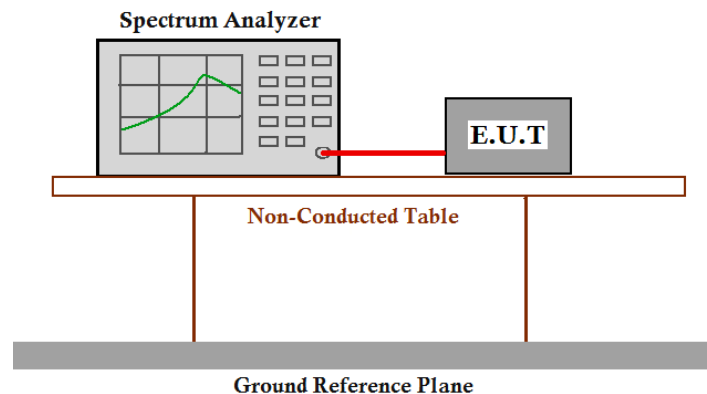 Spectrum Analyzer
E.U.T
Non-Conducted Table
Ground Reference Plane